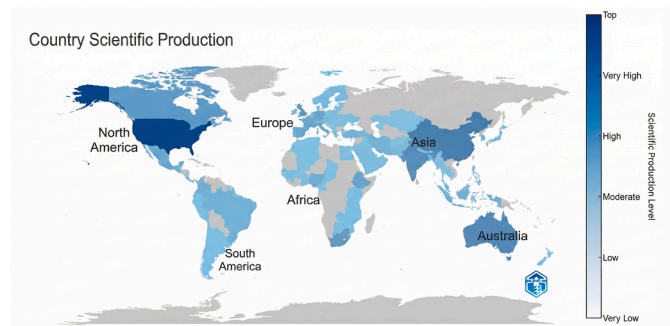 Country Scientific Production
North
America
Europe
Asia
Africa
South
America
Australia
Top
Very High
High
Moderate
Low
Very Low
Scientific Production Level